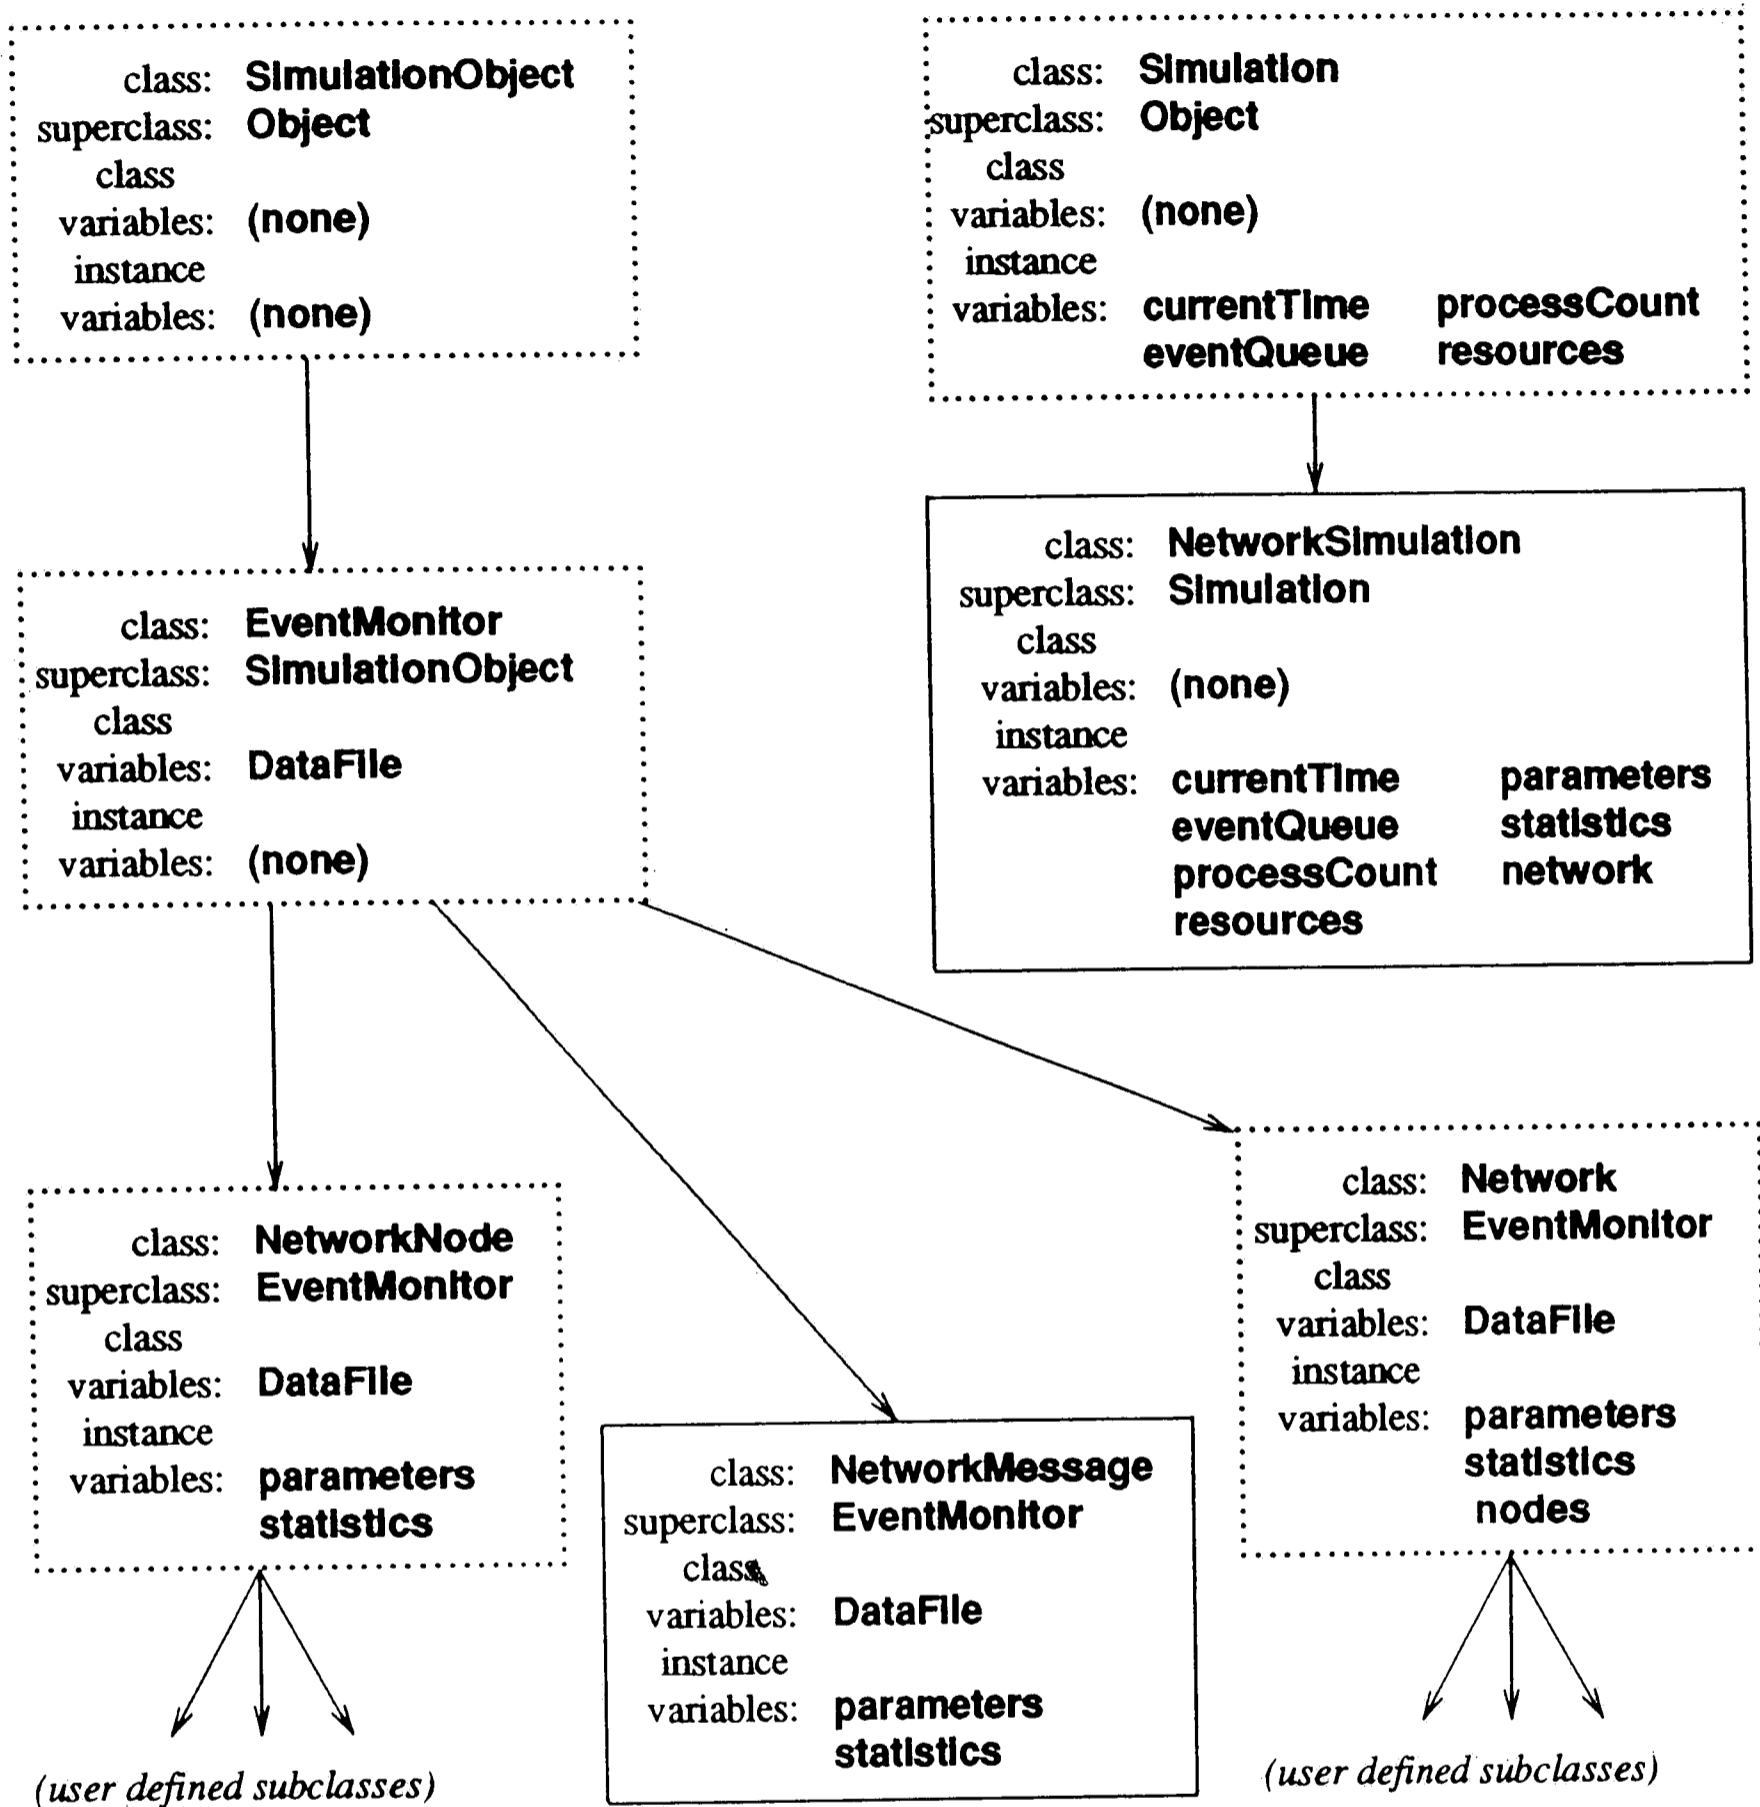 class: SimulationObject
superclass: Object
class
variables: (none)
instance
variables: (none)
class: Simulation
superclass: Object
class
variables: (none)
instance
variables: currentTime processCount
eventQueue resources
class: EventMonitor
superclass: SimulationObject
class
variables: DataFile
instance
variables: (none)
class: NetworkSimulation
superclass: Simulation
class
variables: (none)
instance
variables: currentTime parameters
eventQueue statistics
processCount network
resources
class: NetworkNode
superclass: EventMonitor
class
variables: DataFile
instance
variables: parameters
statistics
(user defined subclasses)
class: NetworkMessage
superclass: EventMonitor
class
variables: DataFile
instance
variables: parameters
statistics
class: Network
superclass: EventMonitor
class
variables: DataFile
instance
variables: parameters
statistics
nodes
(user defined subclasses)